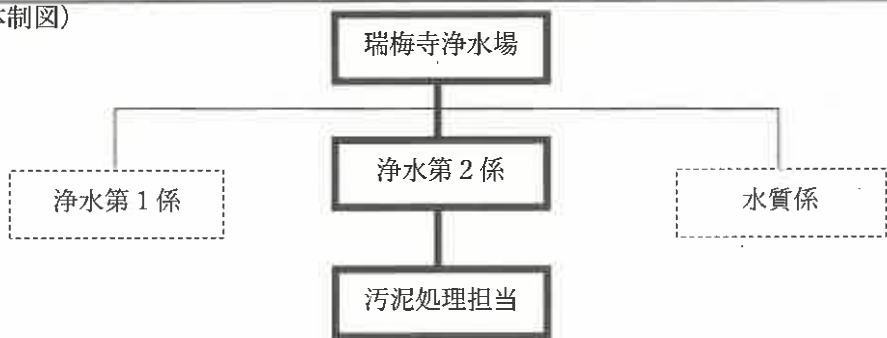 体制図)
瑞梅寺浄水場
浄水第2係
浄水第1係
水質係
汚泥処理担当